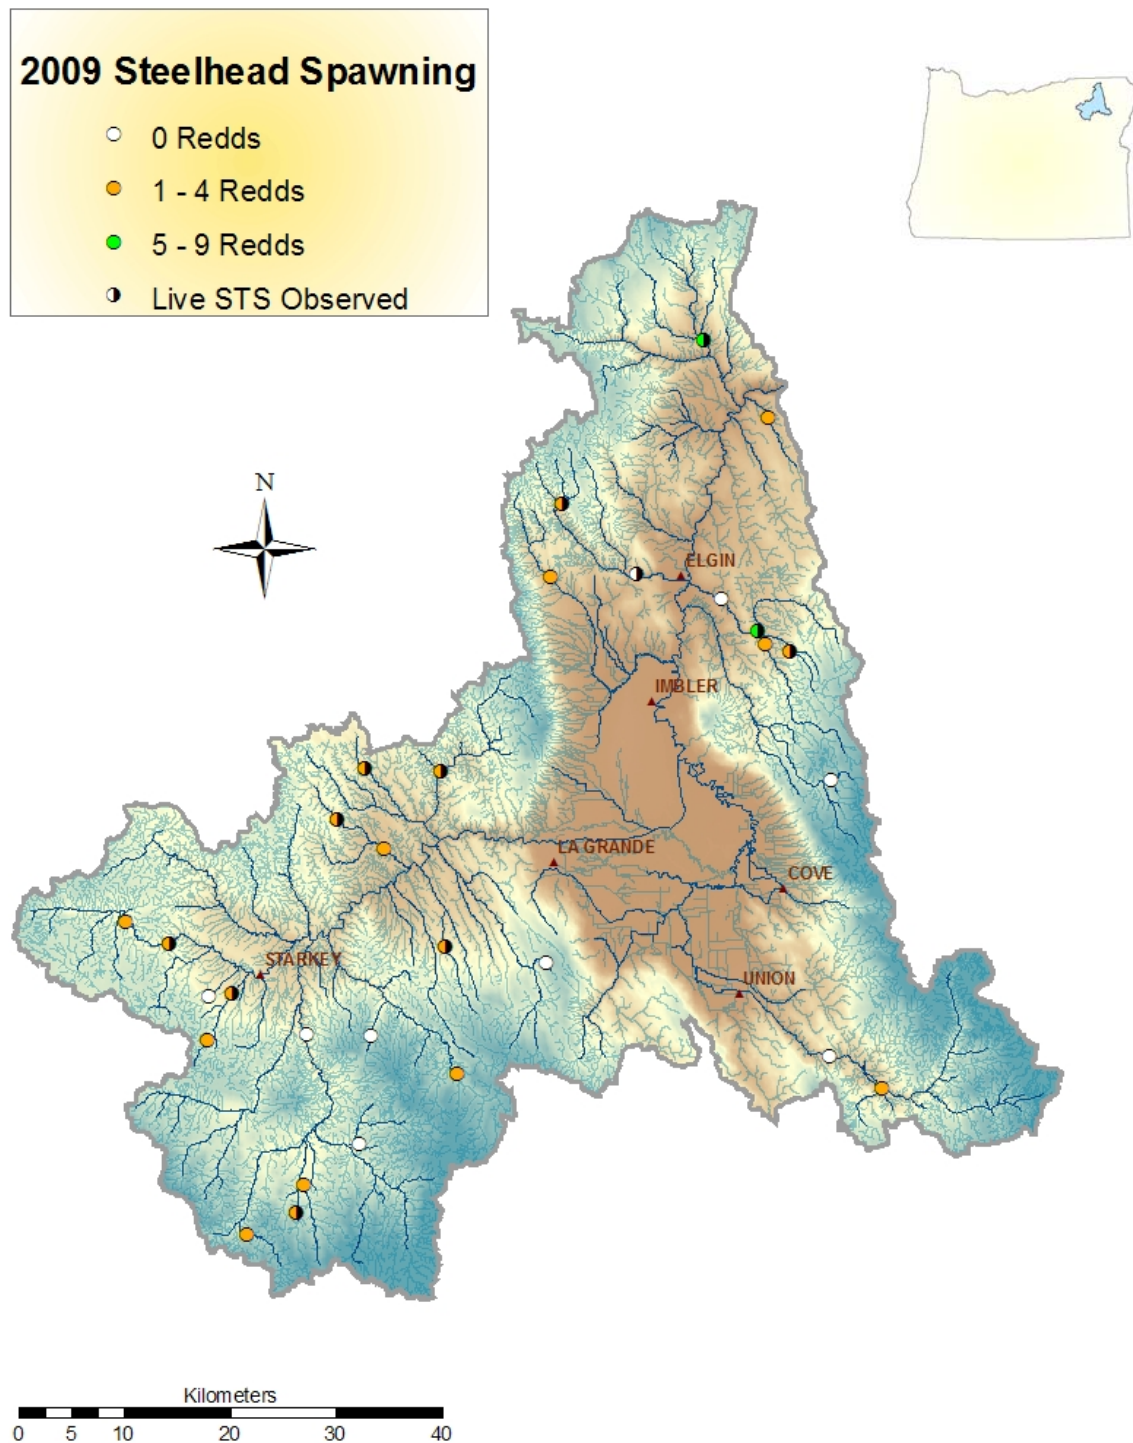 2009 Steelhead Spawning
0 Redds
1 - 4 Redds
5 - 9 Redds
Live STS Observed
N
ELGIN
IMBLER
LA GRANDE
COVE
STARKEY
UNION
Kilometers
0 5 10 20 30 40